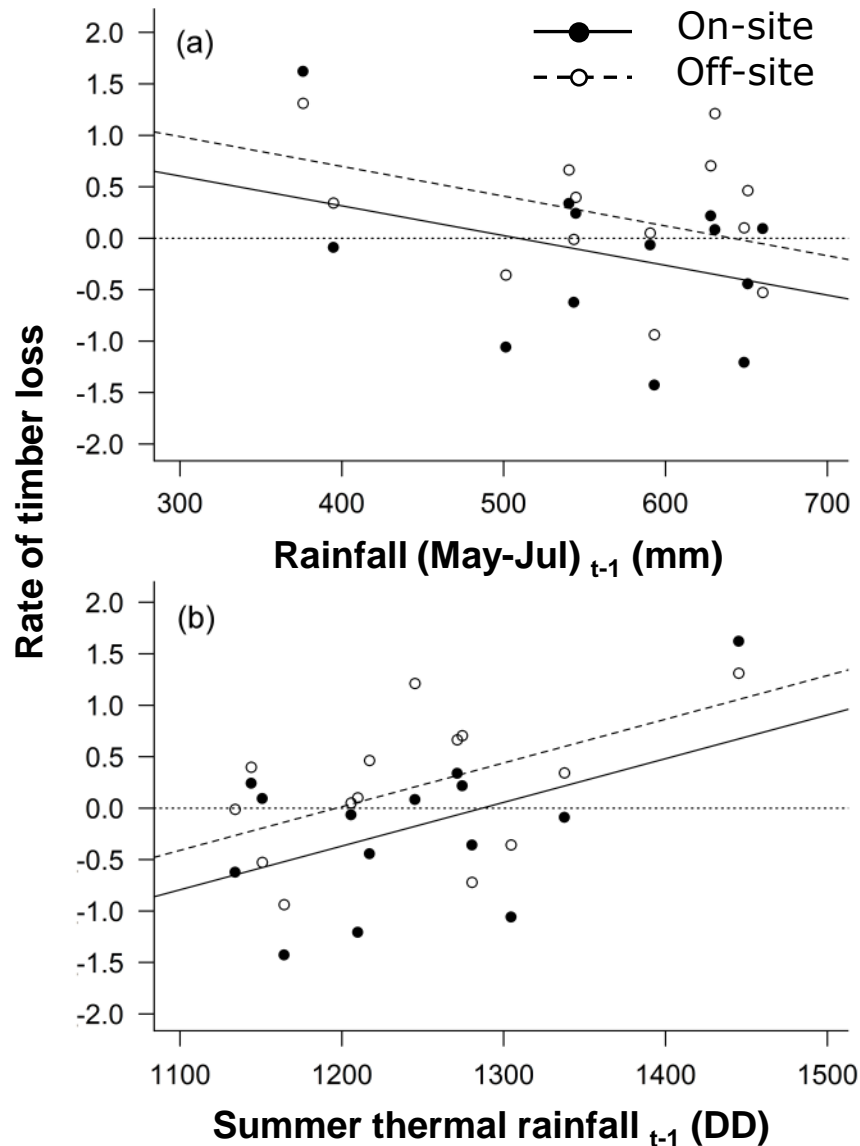 (a)
On-site
Off-site
2.0
1.5
1.0
0.5
0.0
-0.5
-1.0
-1.5
-2.0
300 400 500 600 700
Rainfall (May-Jul) t-1 (mm)
Rate of timber loss
(b)
2.0
1.5
1.0
0.5
0.0
-0.5
-1.0
-1.5
-2.0
1100 1200 1300 1400 1500
Summer thermal rainfall t-1 (DD)